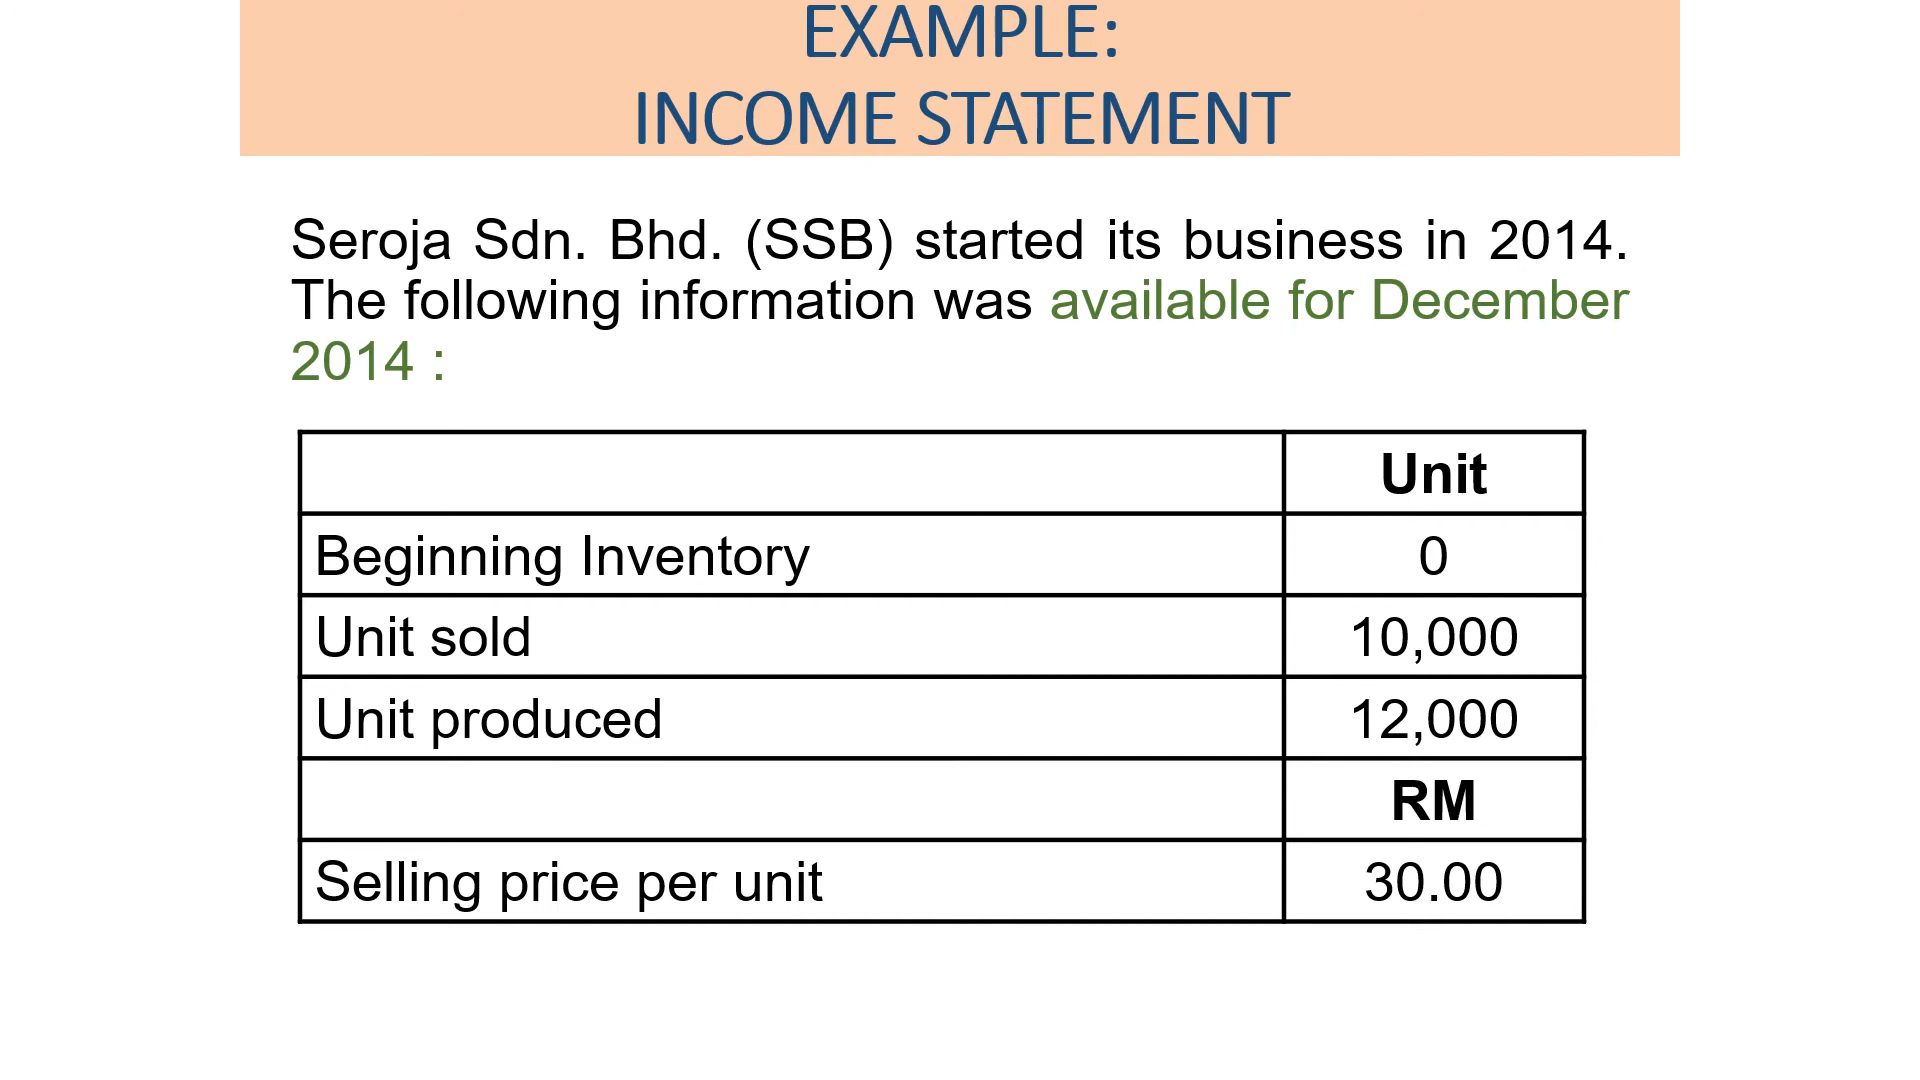 EXAMPLE:
INCOME STATEMENT
Seroja Sdn. Bhd. (SSB) started its business in 2014.
The following information was available for December
2014 :
Unit
Beginning Inventory 0
Unit sold 10,000
Unit produced 12,000
RM
Selling price per unit 30.00